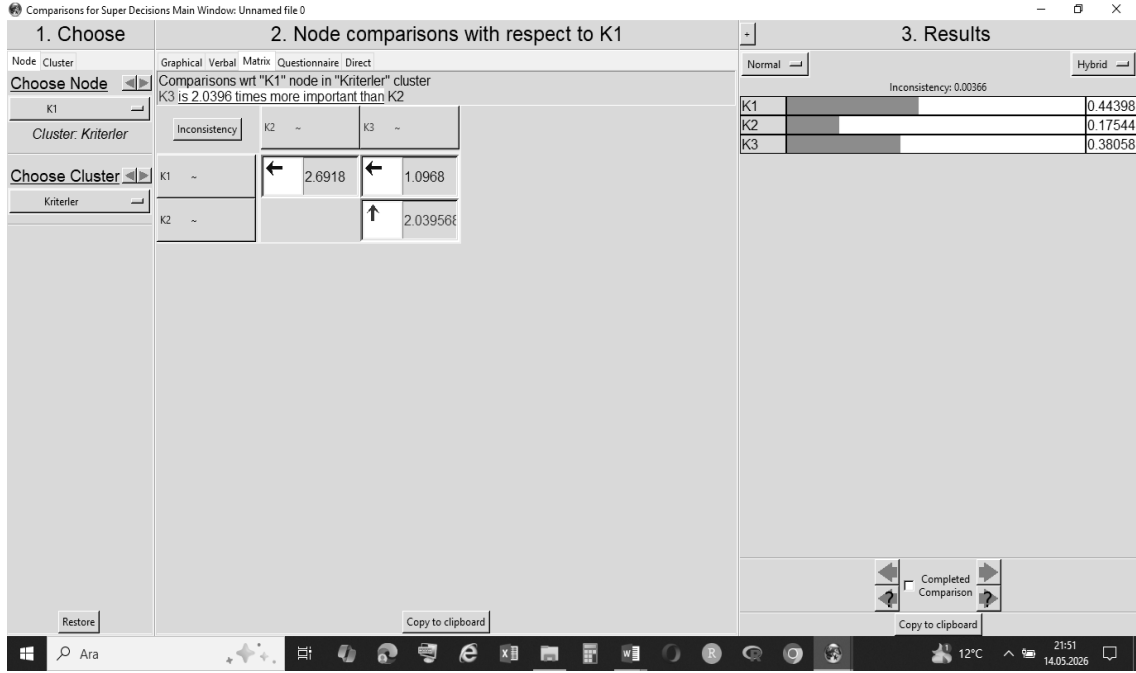 Comparisons for Super Decisions Main Window: Unnamed file 0
1. Choose
Node Cluster
Choose Node
K1
Cluster: Kriterler
Choose Cluster
Kriterler
Restore
2. Node comparisons with respect to K1
Graphical Verbal Matrix Questionnaire Direct
Comparisons wrt "K1" node in "Kriterler" cluster
K3 is 2.0396 times more important than K2
Inconsistency K2 ~ K3 ~
K1 ~ 2.6918 1.0968
K2 ~ 2.039568
Copy to clipboard
+ 3. Results
Normal Hybrid
Inconsistency: 0.00366
K1 0.44398
K2 0.17544
K3 0.38058
Completed
Comparison
Copy to clipboard
Ara
12°C
21:51
14.05.2026